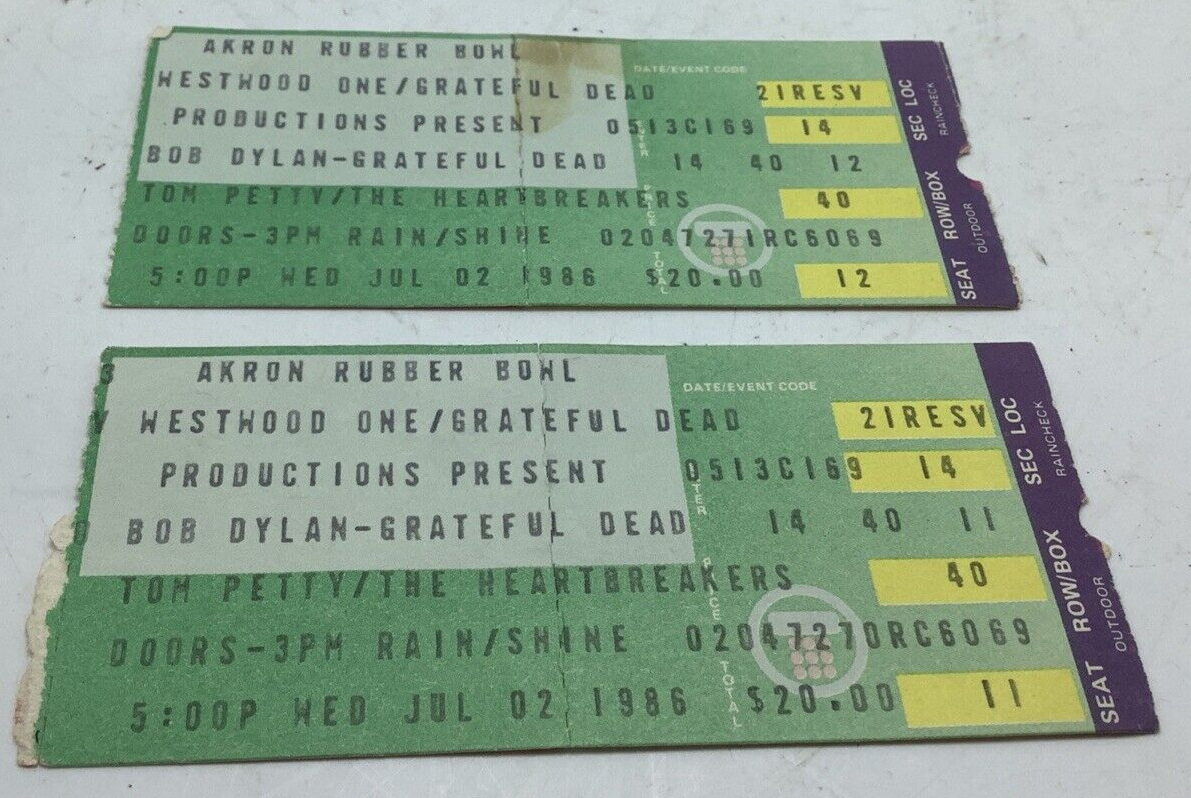 AKRON RUBBER BOWL
DATE/EVENT CODE
WESTWOOD ONE/GRATEFUL DEAD 21RESV
PRODUCTIONS PRESENT 0513C169 14
BOB DYLAN-GRATEFUL DEAD 14 40 12
TOM PETTY/THE HEARTBREAKERS 40
DOORS-3PM RAIN/SHINE 02047271RC6069
5:00P WED JUL 02 1986 $20.00 12
TOTAL
SEAT ROW/BOX SEC LOC
OUTDOOR RAINCHECK
AKRON RUBBER BOWL
DATE/EVENT CODE
WESTWOOD ONE/GRATEFUL DEAD 21RESV
PRODUCTIONS PRESENT 0513C169 14
BOB DYLAN-GRATEFUL DEAD 14 40 11
TOM PETTY/THE HEARTBREAKERS 40
DOORS-3PM RAIN/SHINE 02047270RC6069
5:00P WED JUL 02 1986 $20.00 11
TOTAL
SEAT ROW/BOX SEC LOC
OUTDOOR RAINCHECK